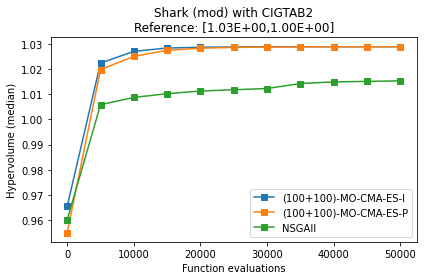 Shark (mod) with CIGTAB2
Reference: [1.03E+00,1.00E+00]
Hypervolume (median)
1.03
1.02
1.01
1.00
0.99
0.98
0.97
0.96
(100+100)-MO-CMA-ES-I
(100+100)-MO-CMA-ES-P
NSGAII
0 10000 20000 30000 40000 50000
Function evaluations